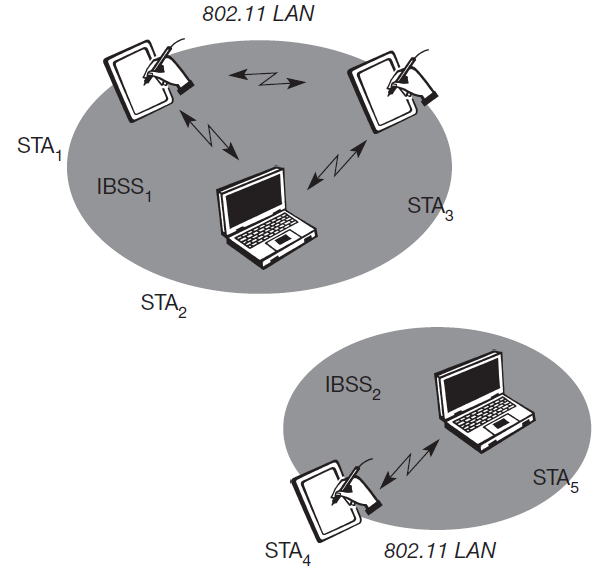 802.11 LAN
STA₁
IBSS₁
STA₃
STA₂
IBSS₂
STA₅
STA₄
802.11 LAN